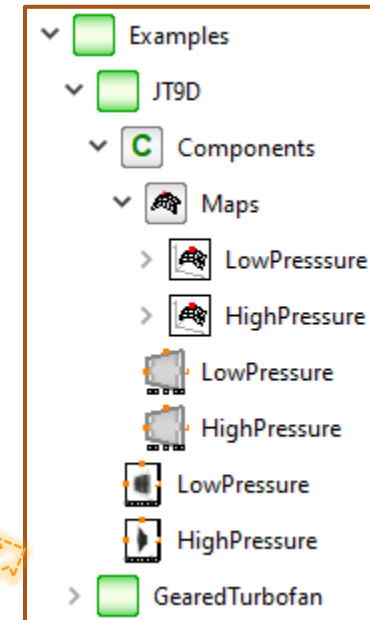 Examples
JT9D
C Components
Maps
LowPresssure
HighPressure
LowPressure
HighPressure
LowPressure
HighPressure
GearedTurbofan